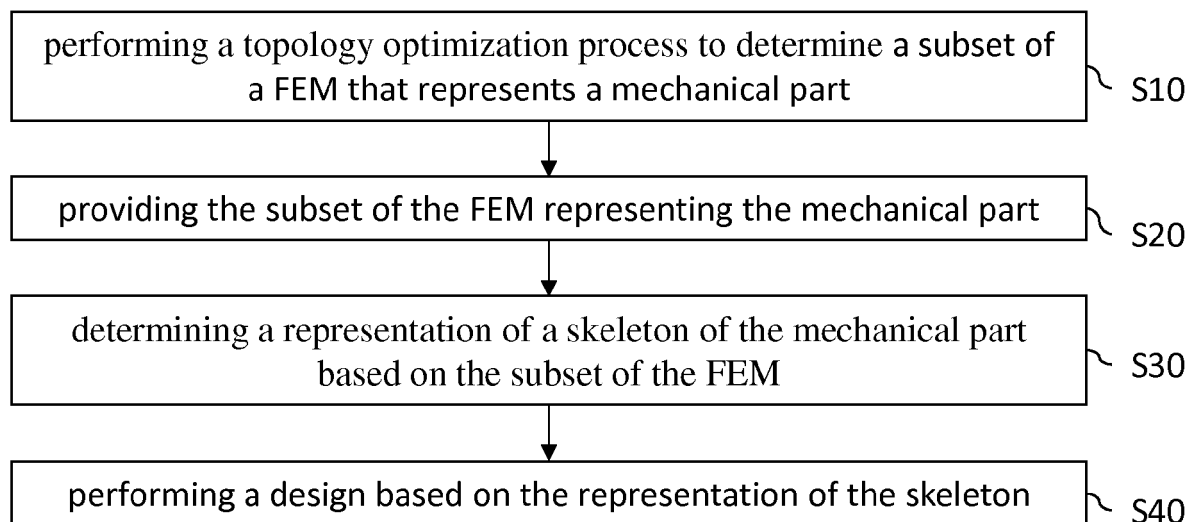 performing a topology optimization process to determine a subset of
a FEM that represents a mechanical part
S10
providing the subset of the FEM representing the mechanical part
S20
determining a representation of a skeleton of the mechanical part
based on the subset of the FEM
S30
performing a design based on the representation of the skeleton
S40